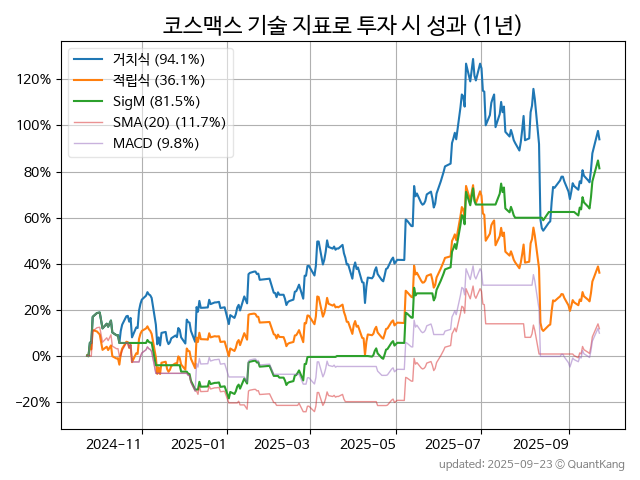 코스맥스 기술 지표로 투자 시 성과 (1년)
거치식 (94.1%)
적립식 (36.1%)
SigM (81.5%)
SMA(20) (11.7%)
MACD (9.8%)
120%
100%
80%
60%
40%
20%
0%
−20%
2024-11 2025-01 2025-03 2025-05 2025-07 2025-09
updated: 2025-09-23 © QuantKang